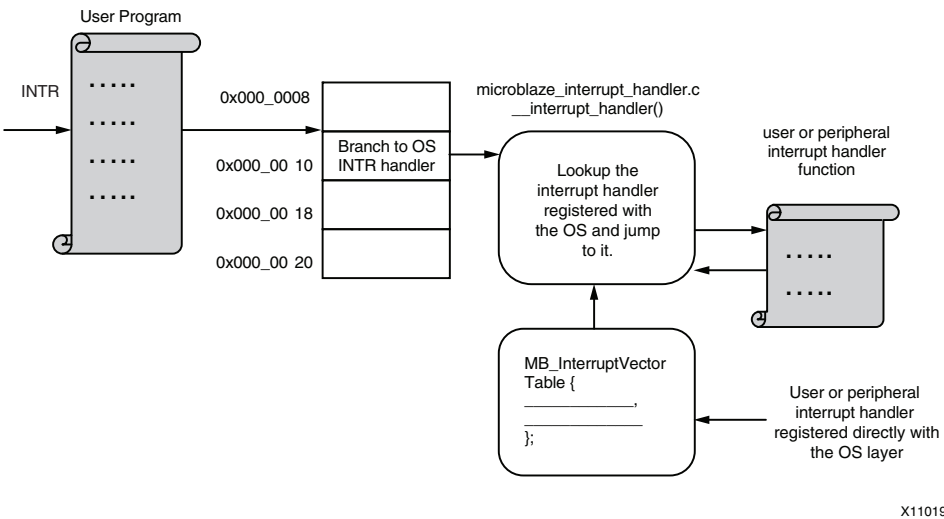 User Program
INTR
.....
.....
.....
.....
0x000_0008
0x000_00 10
0x000_00 18
0x000_00 20
Branch to OS
INTR handler
microblaze_interrupt_handler.c
__interrupt_handler()
Lookup the
interrupt handler
registered with
the OS and jump
to it.
user or peripheral
interrupt handler
function
.....
.....
MB_InterruptVector
Table {
______________,
_______________
};
User or peripheral
interrupt handler
registered directly with
the OS layer
X11019